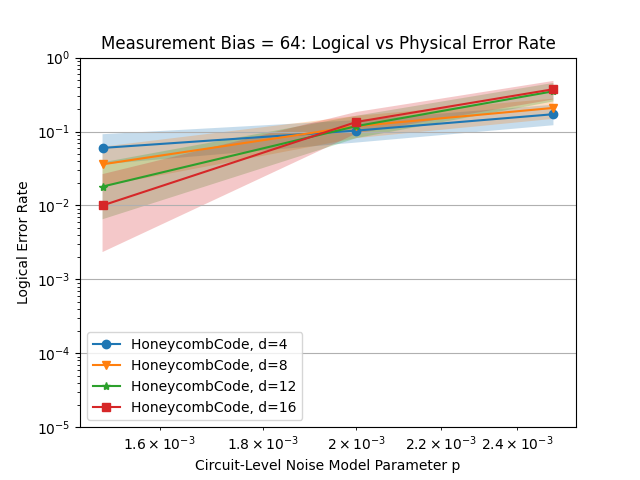 Measurement Bias = 64: Logical vs Physical Error Rate
Logical Error Rate
10⁰
10⁻¹
10⁻²
10⁻³
10⁻⁴
10⁻⁵
HoneycombCode, d=4
HoneycombCode, d=8
HoneycombCode, d=12
HoneycombCode, d=16
1.6 × 10⁻³ 1.8 × 10⁻³ 2 × 10⁻³ 2.2 × 10⁻³ 2.4 × 10⁻³
Circuit-Level Noise Model Parameter p